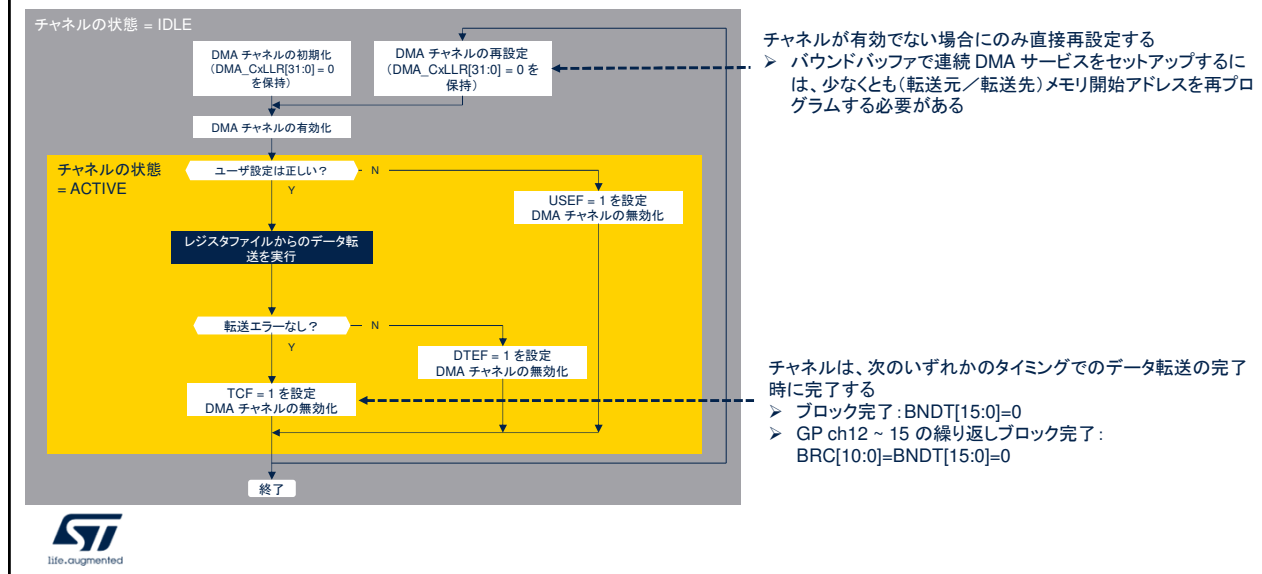 チャネルの状態 = IDLE
DMA チャネルの初期化
（DMA_CxLLR[31:0] = 0
を保持）
DMA チャネルの再設定
（DMA_CxLLR[31:0] = 0 を
保持）
DMA チャネルの有効化
チャネルの状態
= ACTIVE
ユーザ設定は正しい？
N
Y
USEF = 1 を設定
DMA チャネルの無効化
レジスタファイルからのデータ転
送を実行
転送エラーなし？
N
Y
DTEF = 1 を設定
DMA チャネルの無効化
TCF = 1 を設定
DMA チャネルの無効化
終了
チャネルが有効でない場合にのみ直接再設定する
➢ バウンドバッファで連続 DMA サービスをセットアップするに
は、少なくとも（転送元／転送先）メモリ開始アドレスを再プロ
グラムする必要がある
チャネルは、次のいずれかのタイミングでのデータ転送の完了
時に完了する
➢ ブロック完了：BNDT[15:0]=0
➢ GP ch12 ~ 15 の繰り返しブロック完了：
BRC[10:0]=BNDT[15:0]=0
ST
life.augmented